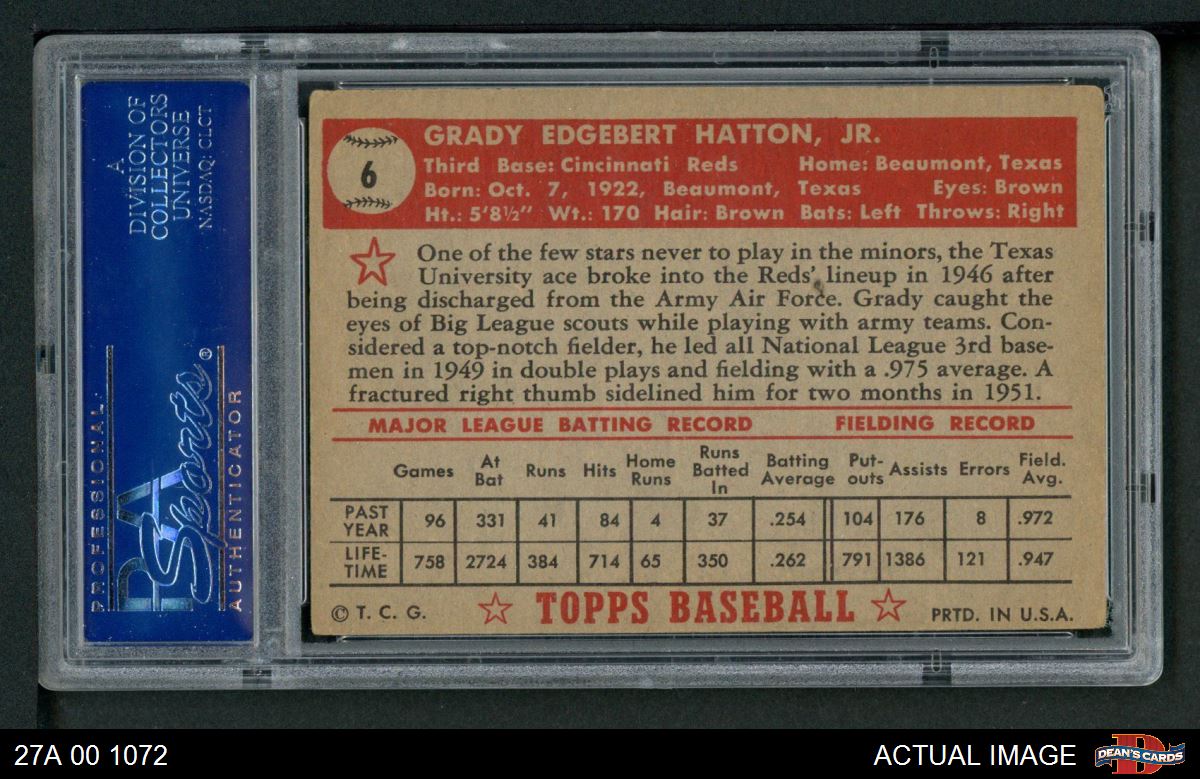 A
DIVISION OF
COLLECTORS
UNIVERSE
NASDAQ: CLCT
PROFESSIONAL
PSA
Sports®
AUTHENTICATOR
6
GRADY EDGEBERT HATTON, JR.
Third Base: Cincinnati Reds Home: Beaumont, Texas
Born: Oct. 7, 1922, Beaumont, Texas Eyes: Brown
Ht.: 5'8½" Wt.: 170 Hair: Brown Bats: Left Throws: Right
One of the few stars never to play in the minors, the Texas
University ace broke into the Reds' lineup in 1946 after
being discharged from the Army Air Force. Grady caught the
eyes of Big League scouts while playing with army teams. Con-
sidered a top-notch fielder, he led all National League 3rd base-
men in 1949 in double plays and fielding with a .975 average. A
fractured right thumb sidelined him for two months in 1951.
MAJOR LEAGUE BATTING RECORD FIELDING RECORD
Games At Bat Runs Hits Home Runs Runs Batted In Batting Average Put-outs Assists Errors Field. Avg.
PAST YEAR 96 331 41 84 4 37 .254 104 176 8 .972
LIFE-TIME 758 2724 384 714 65 350 .262 791 1386 121 .947
© T. C. G. TOPPS BASEBALL PRTD. IN U.S.A.
27A 00 1072 ACTUAL IMAGE DEAN'S CARDS